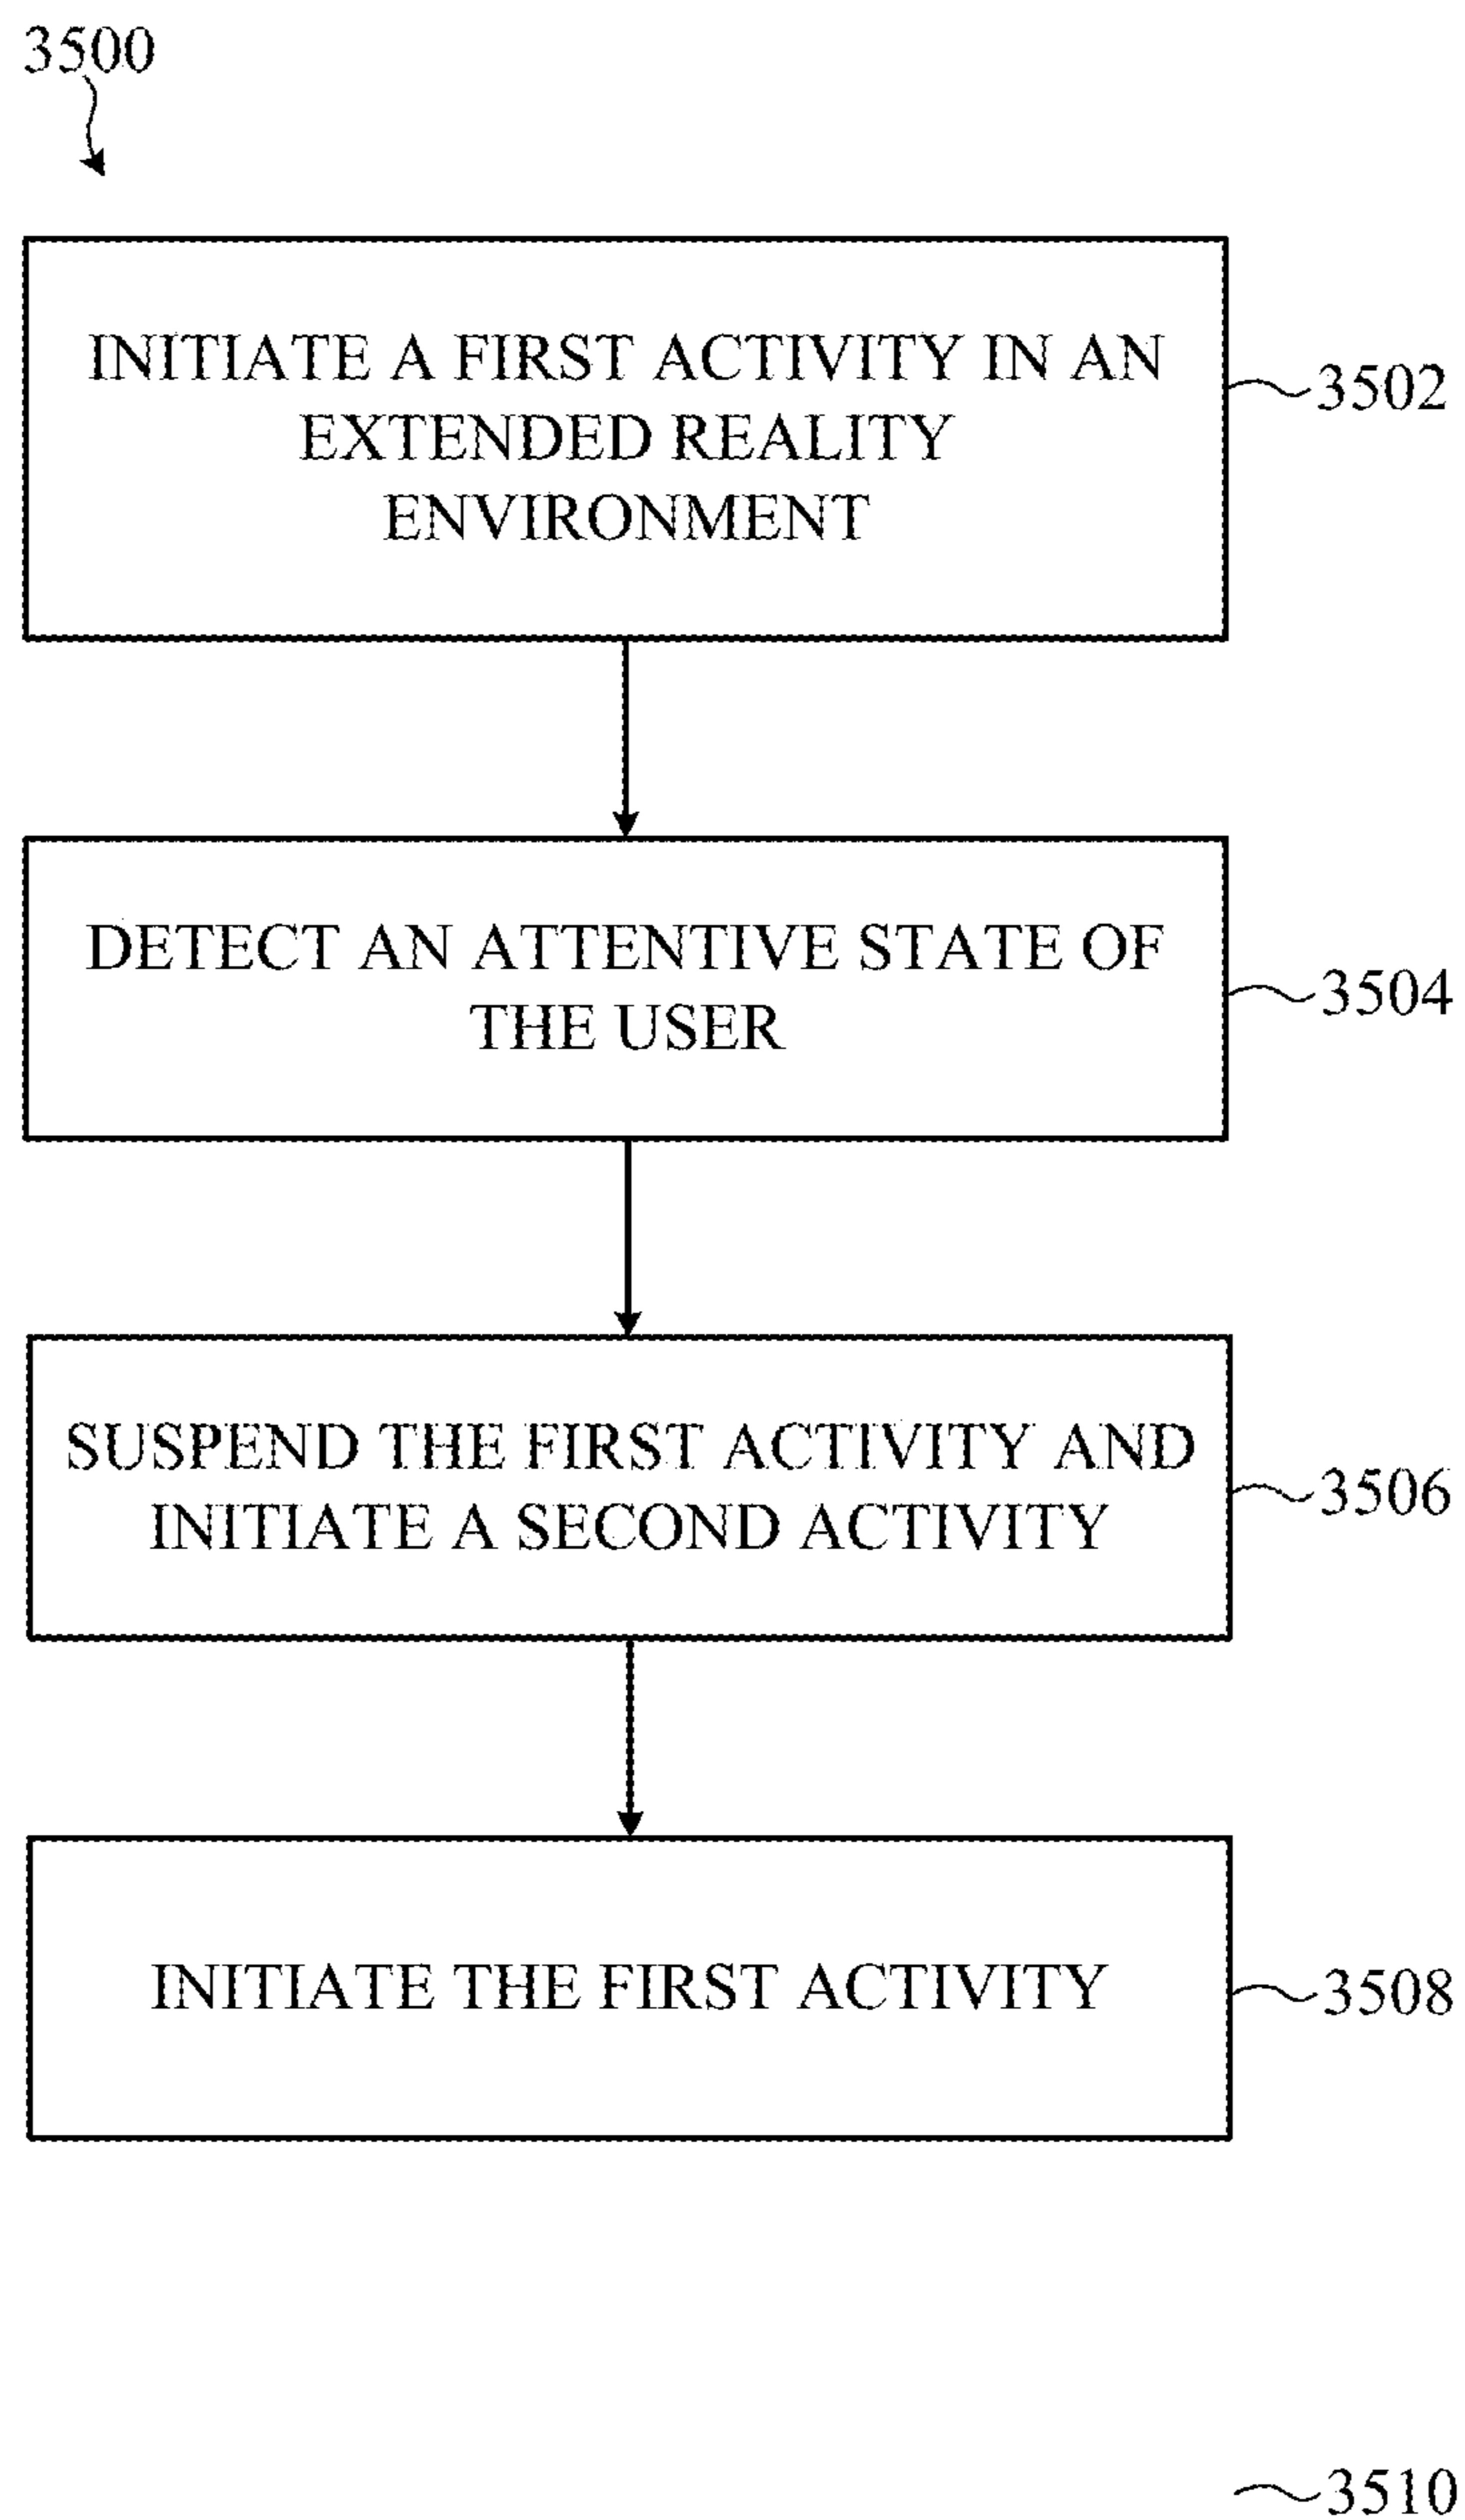 3500
INITIATE A FIRST ACTIVITY IN AN
EXTENDED REALITY
ENVIRONMENT
3502
DETECT AN ATTENTIVE STATE OF
THE USER
3504
SUSPEND THE FIRST ACTIVITY AND
INITIATE A SECOND ACTIVITY
3506
INITIATE THE FIRST ACTIVITY
3508
3510